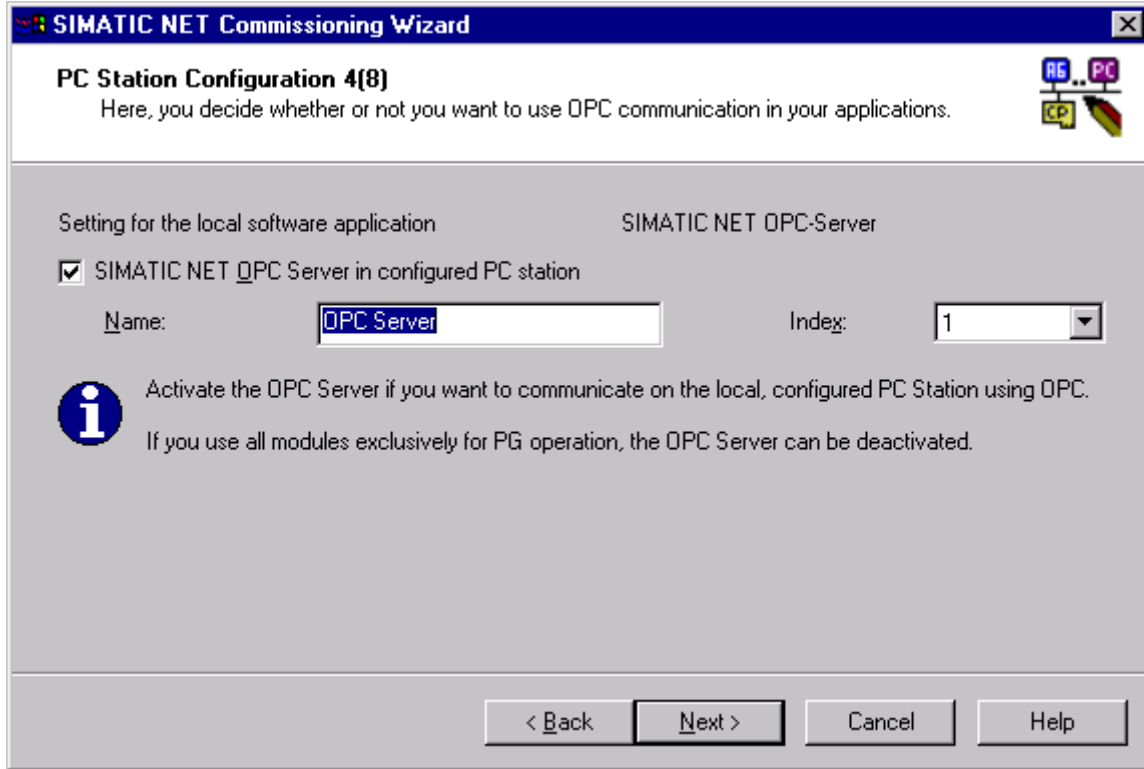 SIMATIC NET Commissioning Wizard
PC Station Configuration 4(8)
Here, you decide whether or not you want to use OPC communication in your applications.
AG
PC
CP
Setting for the local software application SIMATIC NET OPC-Server
SIMATIC NET OPC Server in configured PC station
Name: OPC Server Index: 1
Activate the OPC Server if you want to communicate on the local, configured PC Station using OPC.
If you use all modules exclusively for PG operation, the OPC Server can be deactivated.
< Back Next > Cancel Help